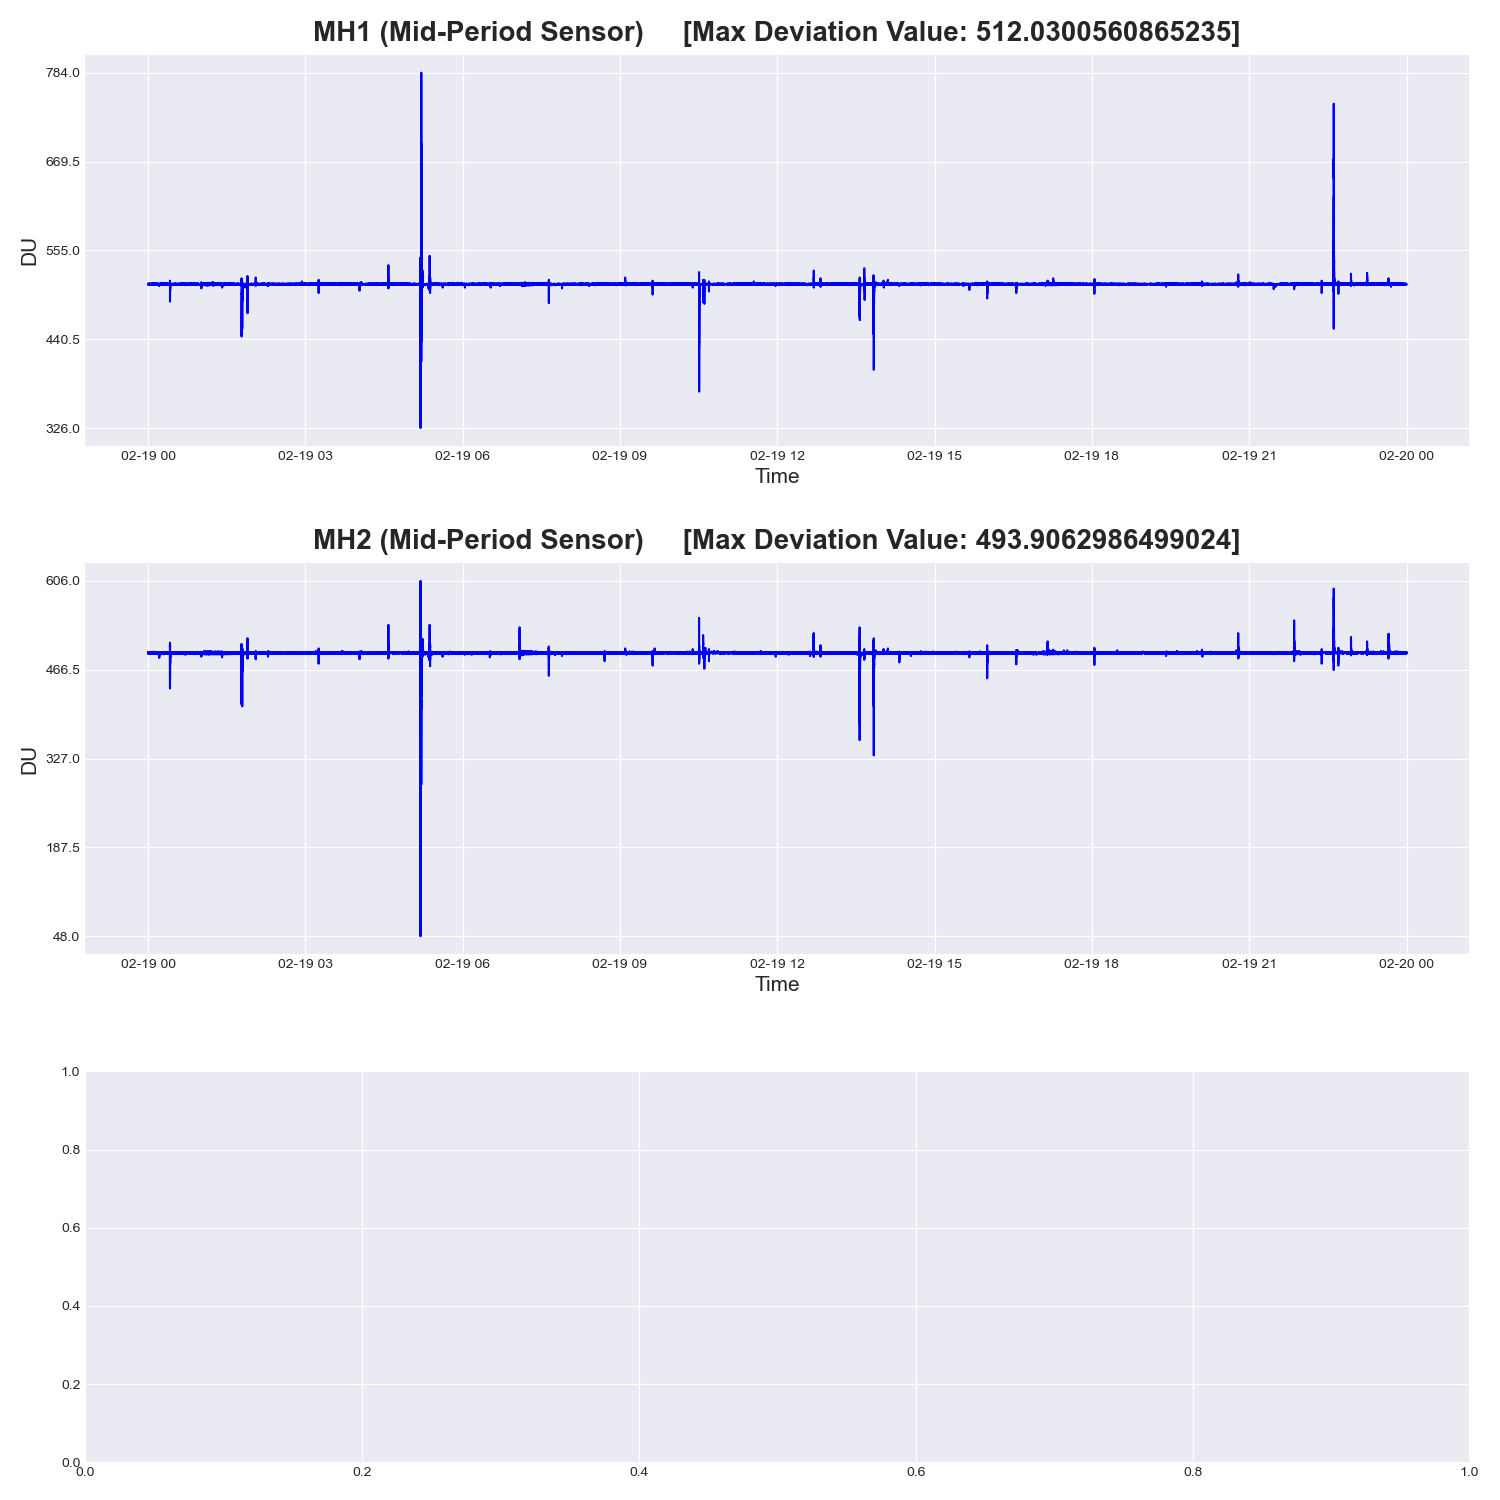 MH1 (Mid-Period Sensor) [Max Deviation Value: 512.0300560865235]
784.0
669.5
555.0
440.5
326.0
DU
02-19 00 02-19 03 02-19 06 02-19 09 02-19 12 02-19 15 02-19 18 02-19 21 02-20 00
Time
MH2 (Mid-Period Sensor) [Max Deviation Value: 493.9062986499024]
606.0
466.5
327.0
187.5
48.0
DU
02-19 00 02-19 03 02-19 06 02-19 09 02-19 12 02-19 15 02-19 18 02-19 21 02-20 00
Time
1.0
0.8
0.6
0.4
0.2
0.0
0.0 0.2 0.4 0.6 0.8 1.0